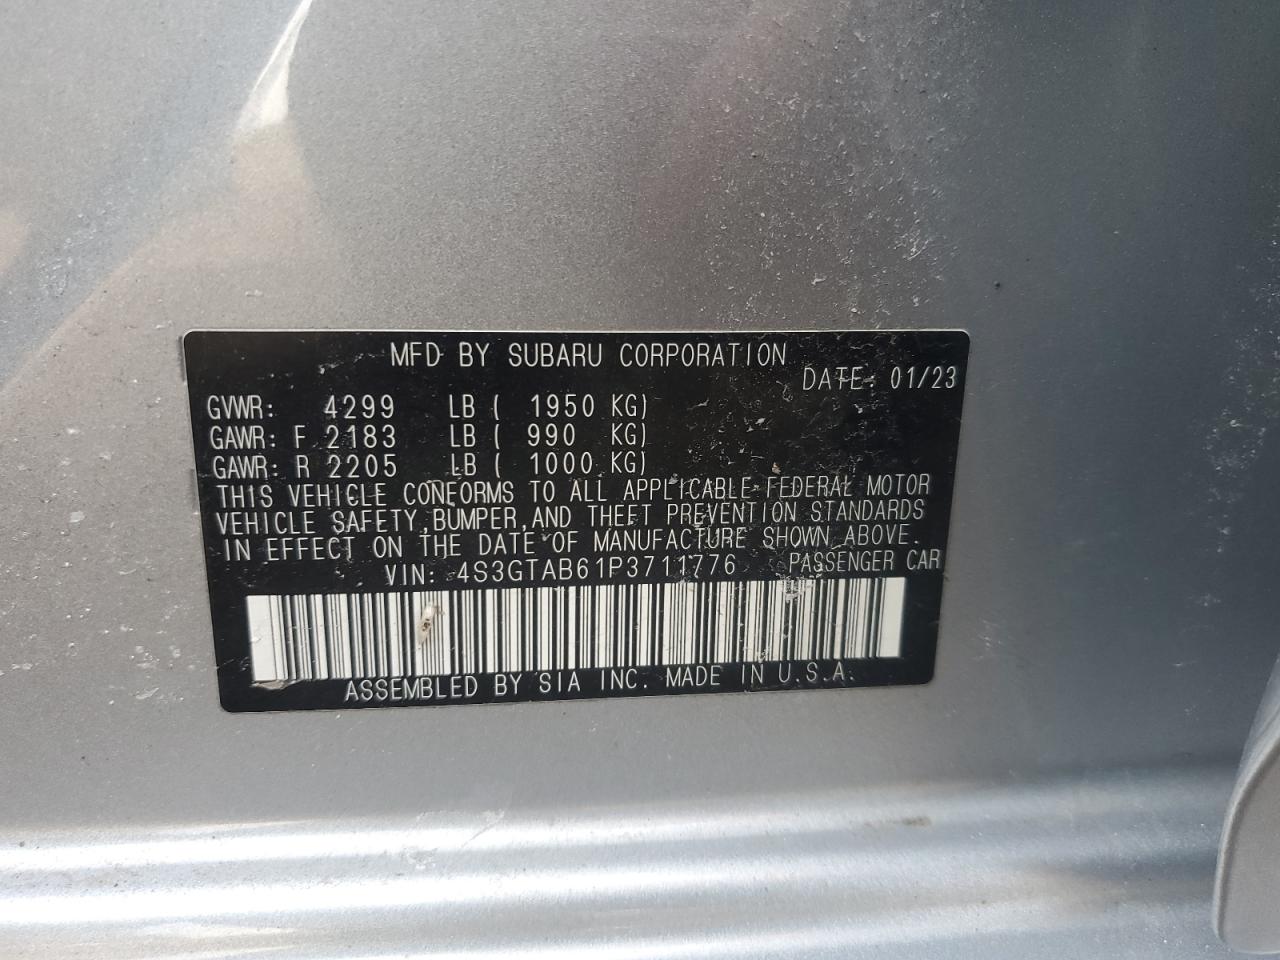 MFD BY SUBARU CORPORATION
DATE: 01/23
GVWR: 4299 LB ( 1950 KG)
GAWR: F 2183 LB ( 990 KG)
GAWR: R 2205 LB ( 1000 KG)
THIS VEHICLE CONFORMS TO ALL APPLICABLE FEDERAL MOTOR
VEHICLE SAFETY, BUMPER, AND THEFT PREVENTION STANDARDS
IN EFFECT ON THE DATE OF MANUFACTURE SHOWN ABOVE.
VIN: 4S3GTAB61P3711776 PASSENGER CAR
ASSEMBLED BY SIA INC. MADE IN U.S.A.